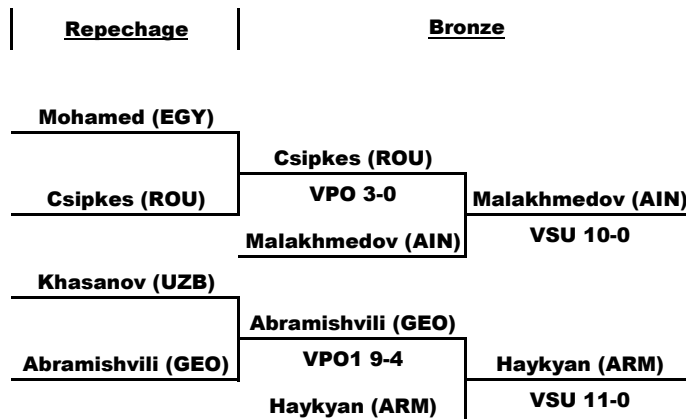 Repechage
Bronze
Mohamed (EGY)
Csipkes (ROU)
Csipkes (ROU)
VPO 3-0
Malakhmedov (AIN)
Malakhmedov (AIN)
VSU 10-0
Khasanov (UZB)
Abramishvili (GEO)
Abramishvili (GEO)
VPO1 9-4
Haykyan (ARM)
Haykyan (ARM)
VSU 11-0